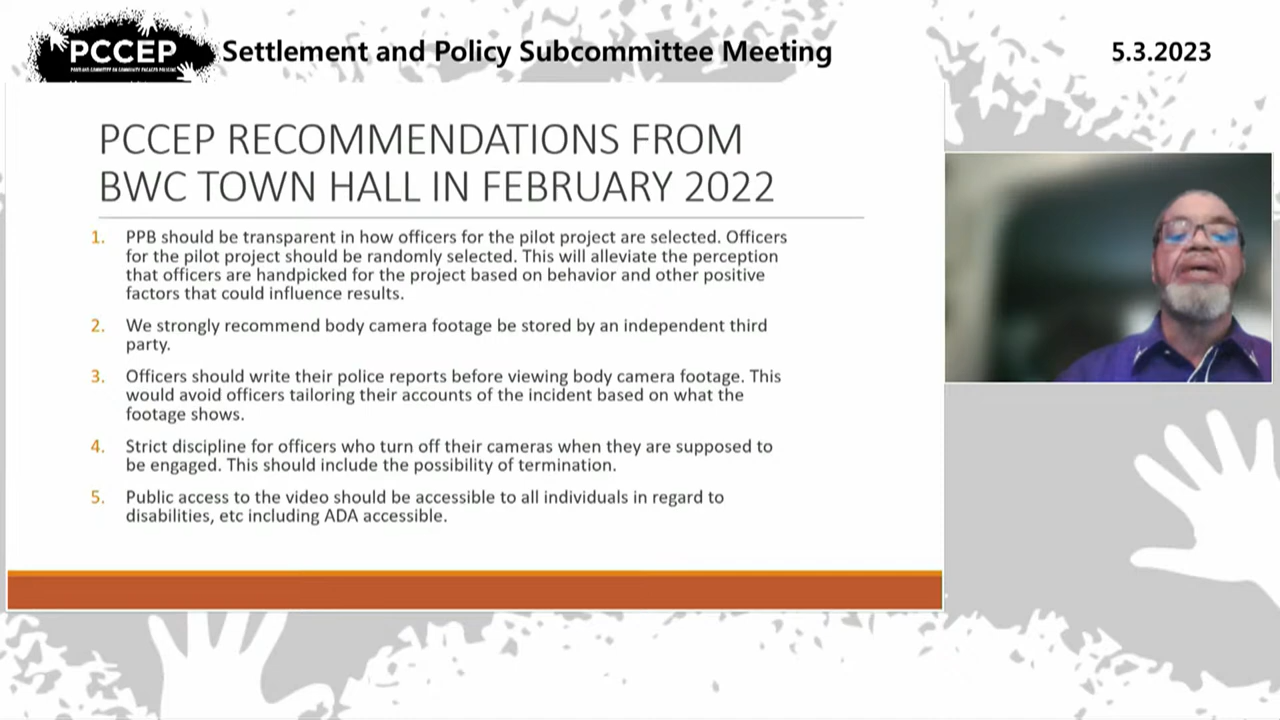 PCCEP
PORTLAND COMMITTEE ON COMMUNITY ENGAGED POLICING
Settlement and Policy Subcommittee Meeting
5.3.2023
PCCEP RECOMMENDATIONS FROM
BWC TOWN HALL IN FEBRUARY 2022
1. PPB should be transparent in how officers for the pilot project are selected. Officers
for the pilot project should be randomly selected. This will alleviate the perception
that officers are handpicked for the project based on behavior and other positive
factors that could influence results.
2. We strongly recommend body camera footage be stored by an independent third
party.
3. Officers should write their police reports before viewing body camera footage. This
would avoid officers tailoring their accounts of the incident based on what the
footage shows.
4. Strict discipline for officers who turn off their cameras when they are supposed to
be engaged. This should include the possibility of termination.
5. Public access to the video should be accessible to all individuals in regard to
disabilities, etc including ADA accessible.